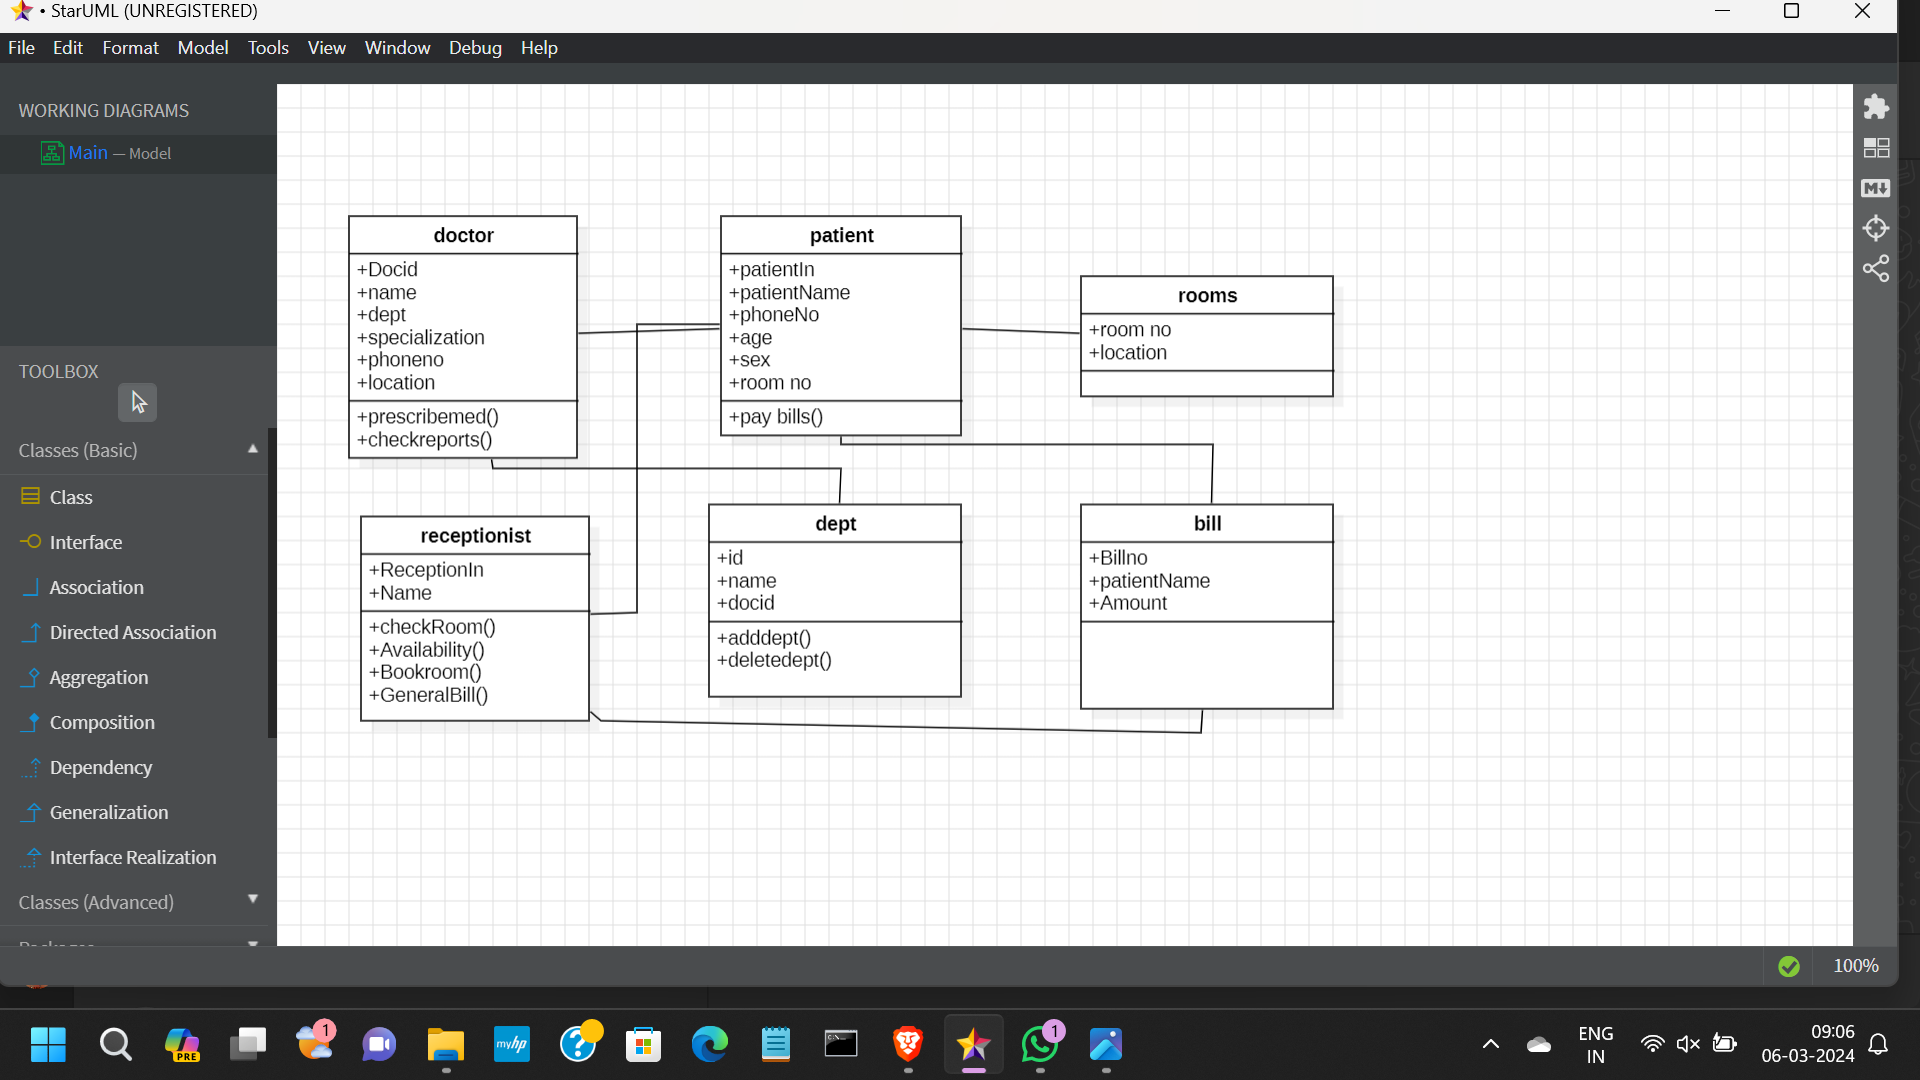 • StarUML (UNREGISTERED)
File Edit Format Model Tools View Window Debug Help
WORKING DIAGRAMS
Main — Model
TOOLBOX
Classes (Basic)
Class
Interface
Association
Directed Association
Aggregation
Composition
Dependency
Generalization
Interface Realization
Classes (Advanced)
doctor
+Docid
+name
+dept
+specialization
+phoneno
+location
+prescribemed()
+checkreports()
patient
+patientIn
+patientName
+phoneNo
+age
+sex
+room no
+pay bills()
rooms
+room no
+location
receptionist
+ReceptionIn
+Name
+checkRoom()
+Availability()
+Bookroom()
+GeneralBill()
dept
+id
+name
+docid
+adddept()
+deletedept()
bill
+Billno
+patientName
+Amount
M
100%
PRE
1
myhp
?
C:\
1
ENG
IN
09:06
06-03-2024